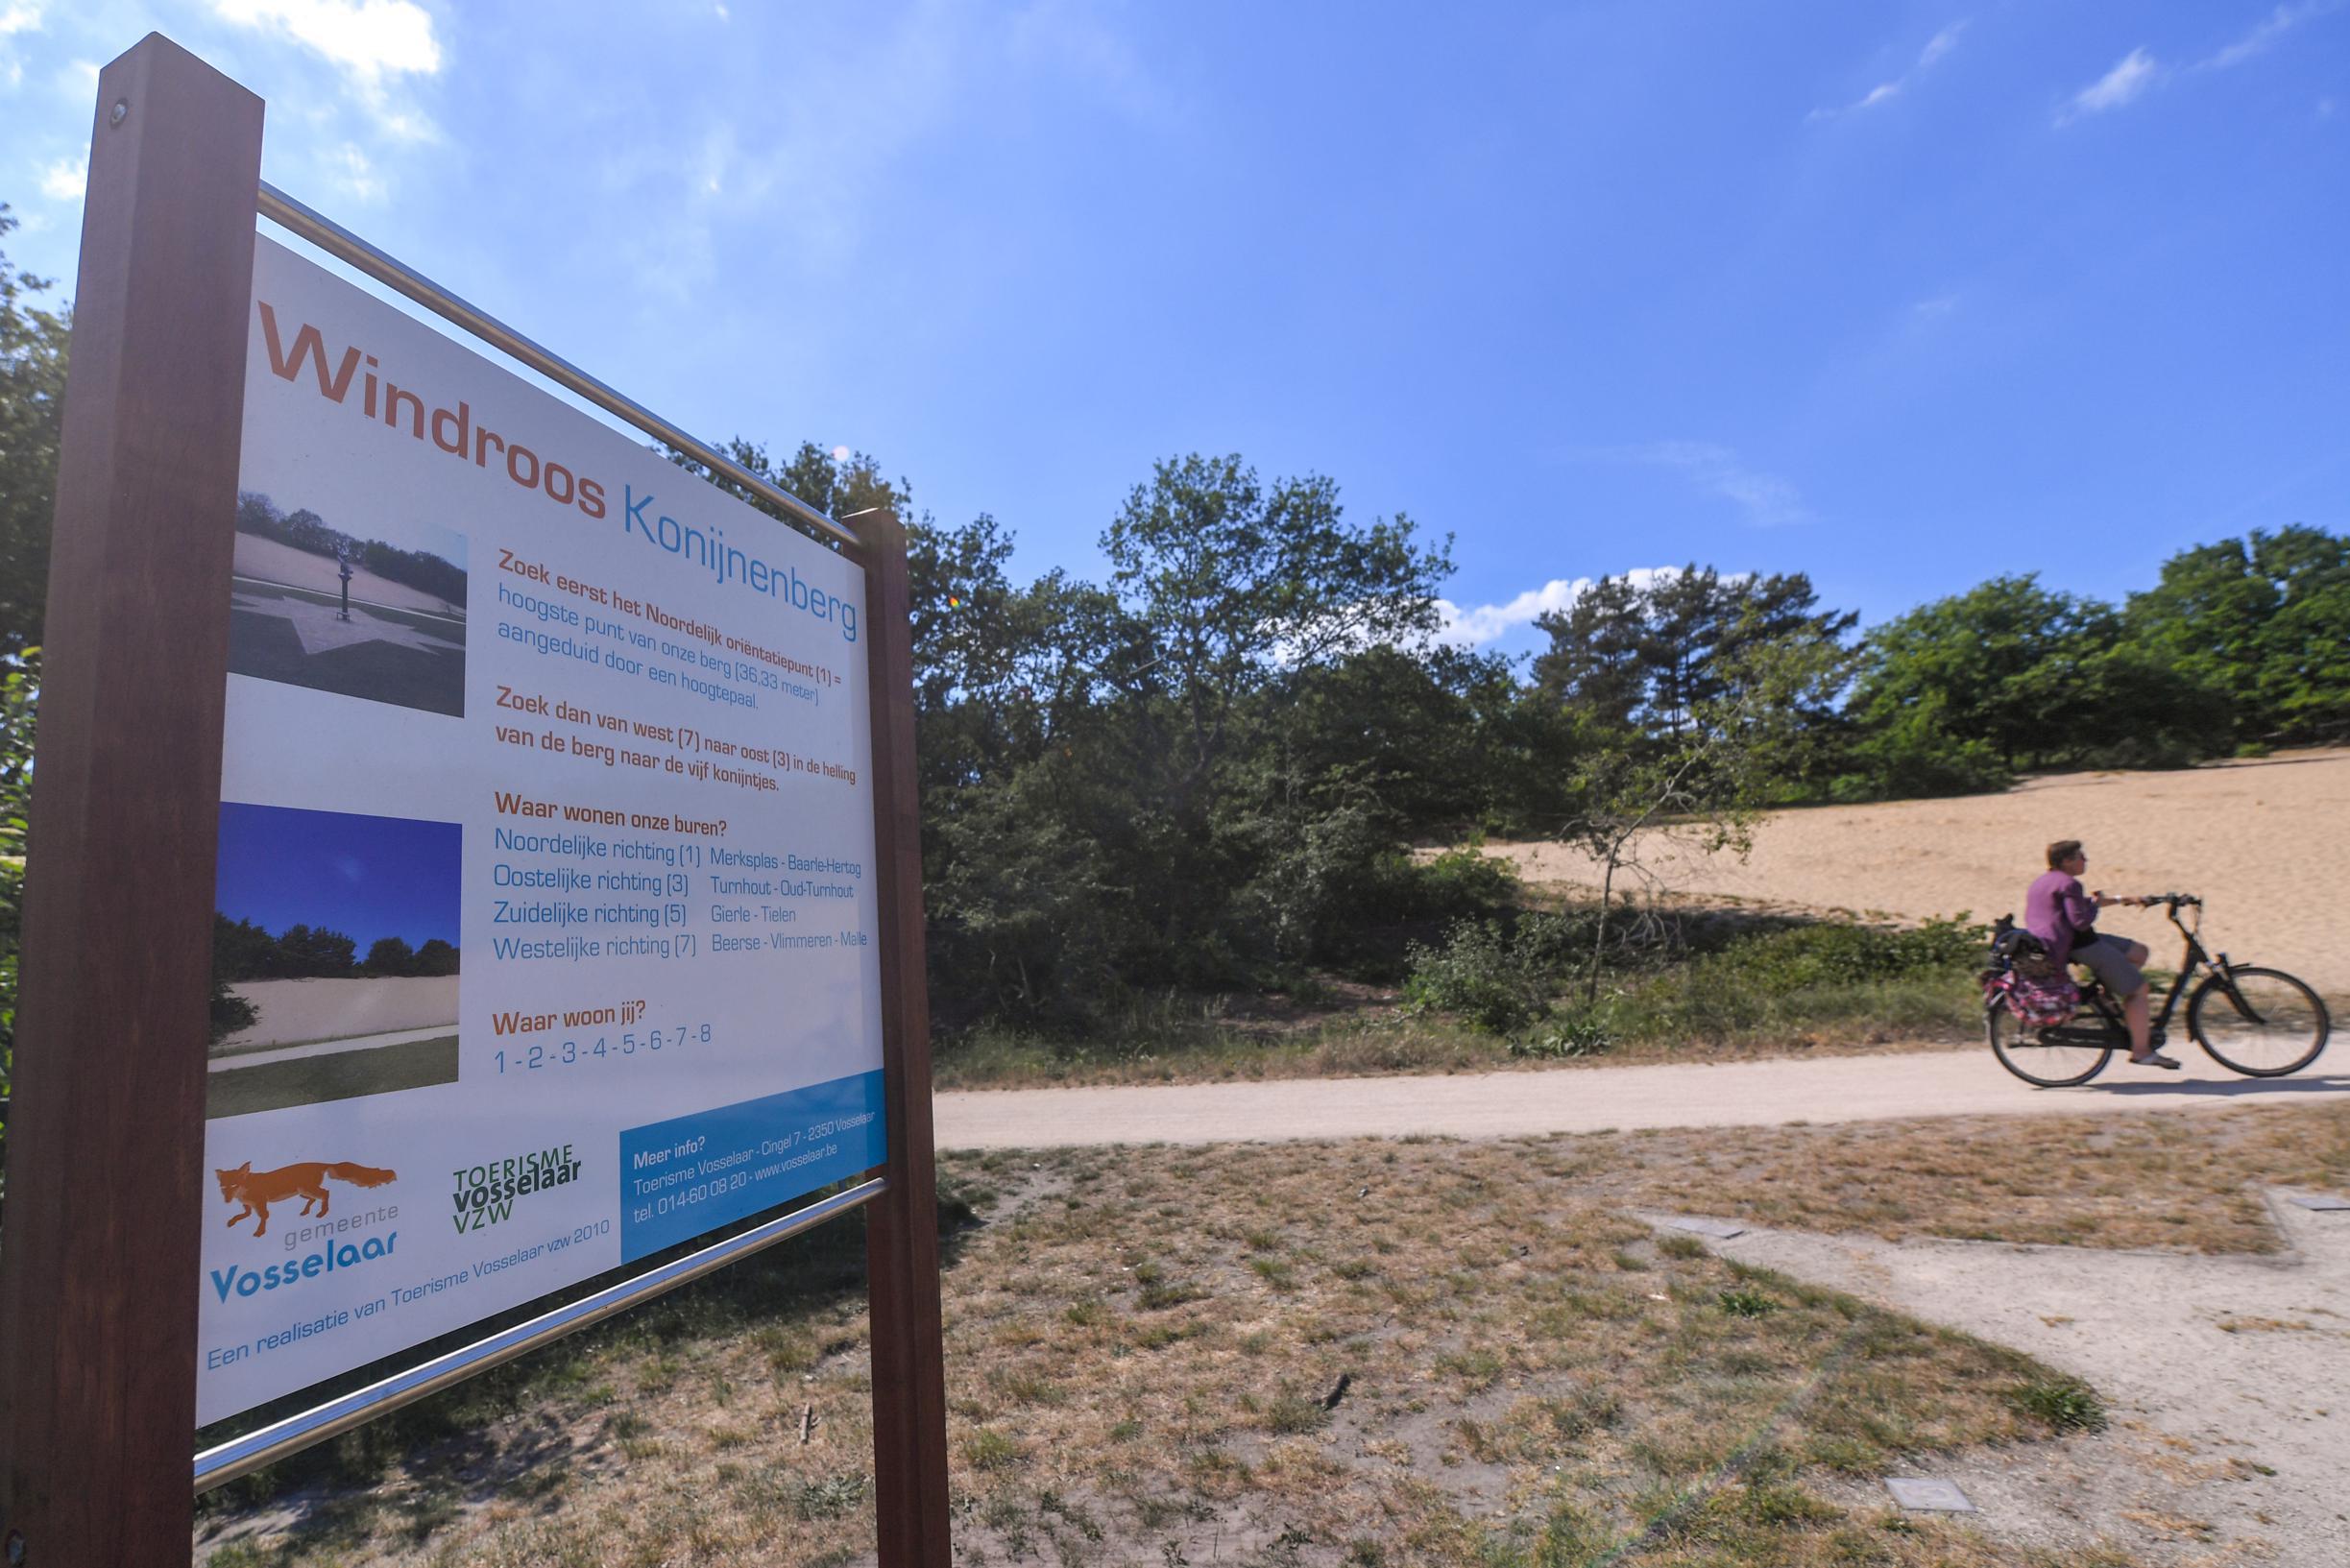 Windroos Konijnenberg
Zoek eerst het Noordelijk oriëntatiepunt (1) =
hoogste punt van onze berg (36,33 meter)
aangeduid door een hoogtepaal.
Zoek dan van west (7) naar oost (3) in de helling
van de berg naar de vijf konijntjes.
Waar wonen onze buren?
Noordelijke richting (1) Merksplas - Baarle-Hertog
Oostelijke richting (3) Turnhout - Oud-Turnhout
Zuidelijke richting (5) Gierle - Tielen
Westelijke richting (7) Beerse - Vlimmeren - Malle
Waar woon jij?
1 - 2 - 3 - 4 - 5 - 6 - 7 - 8
gemeente
Vosselaar
TOERISME
vosselaar
VZW
Een realisatie van Toerisme Vosselaar vzw 2010
Meer info?
Toerisme Vosselaar - Cingel 7 - 2350 Vosselaar
tel. 014-60 08 20 - www.vosselaar.be